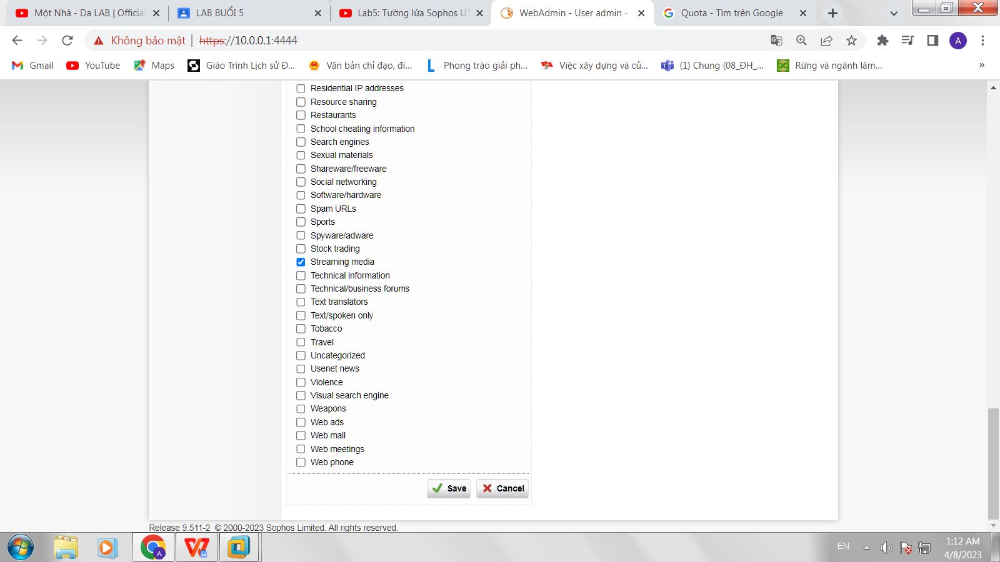 Một Nhà - Da LAB | Official
LAB BUỔI 5
Lab5: Tường lửa Sophos UT
WebAdmin - User admin -
Quota - Tìm trên Google
Không bảo mật | https://10.0.0.1:4444
A
Gmail
YouTube
Maps
Giáo Trình Lịch sử Đ...
Văn bản chỉ đạo, đi...
Phong trào giải ph...
Việc xây dựng và củ...
(1) Chung (08_ĐH_...
Rừng và ngành lâm...
»
Residential IP addresses
Resource sharing
Restaurants
School cheating information
Search engines
Sexual materials
Shareware/freeware
Social networking
Software/hardware
Spam URLs
Sports
Spyware/adware
Stock trading
Streaming media
Technical information
Technical/business forums
Text translators
Text/spoken only
Tobacco
Travel
Uncategorized
Usenet news
Violence
Visual search engine
Weapons
Web ads
Web mail
Web meetings
Web phone
Save
Cancel
Release 9.511-2 © 2000-2023 Sophos Limited. All rights reserved.
EN
1:12 AM
4/8/2023